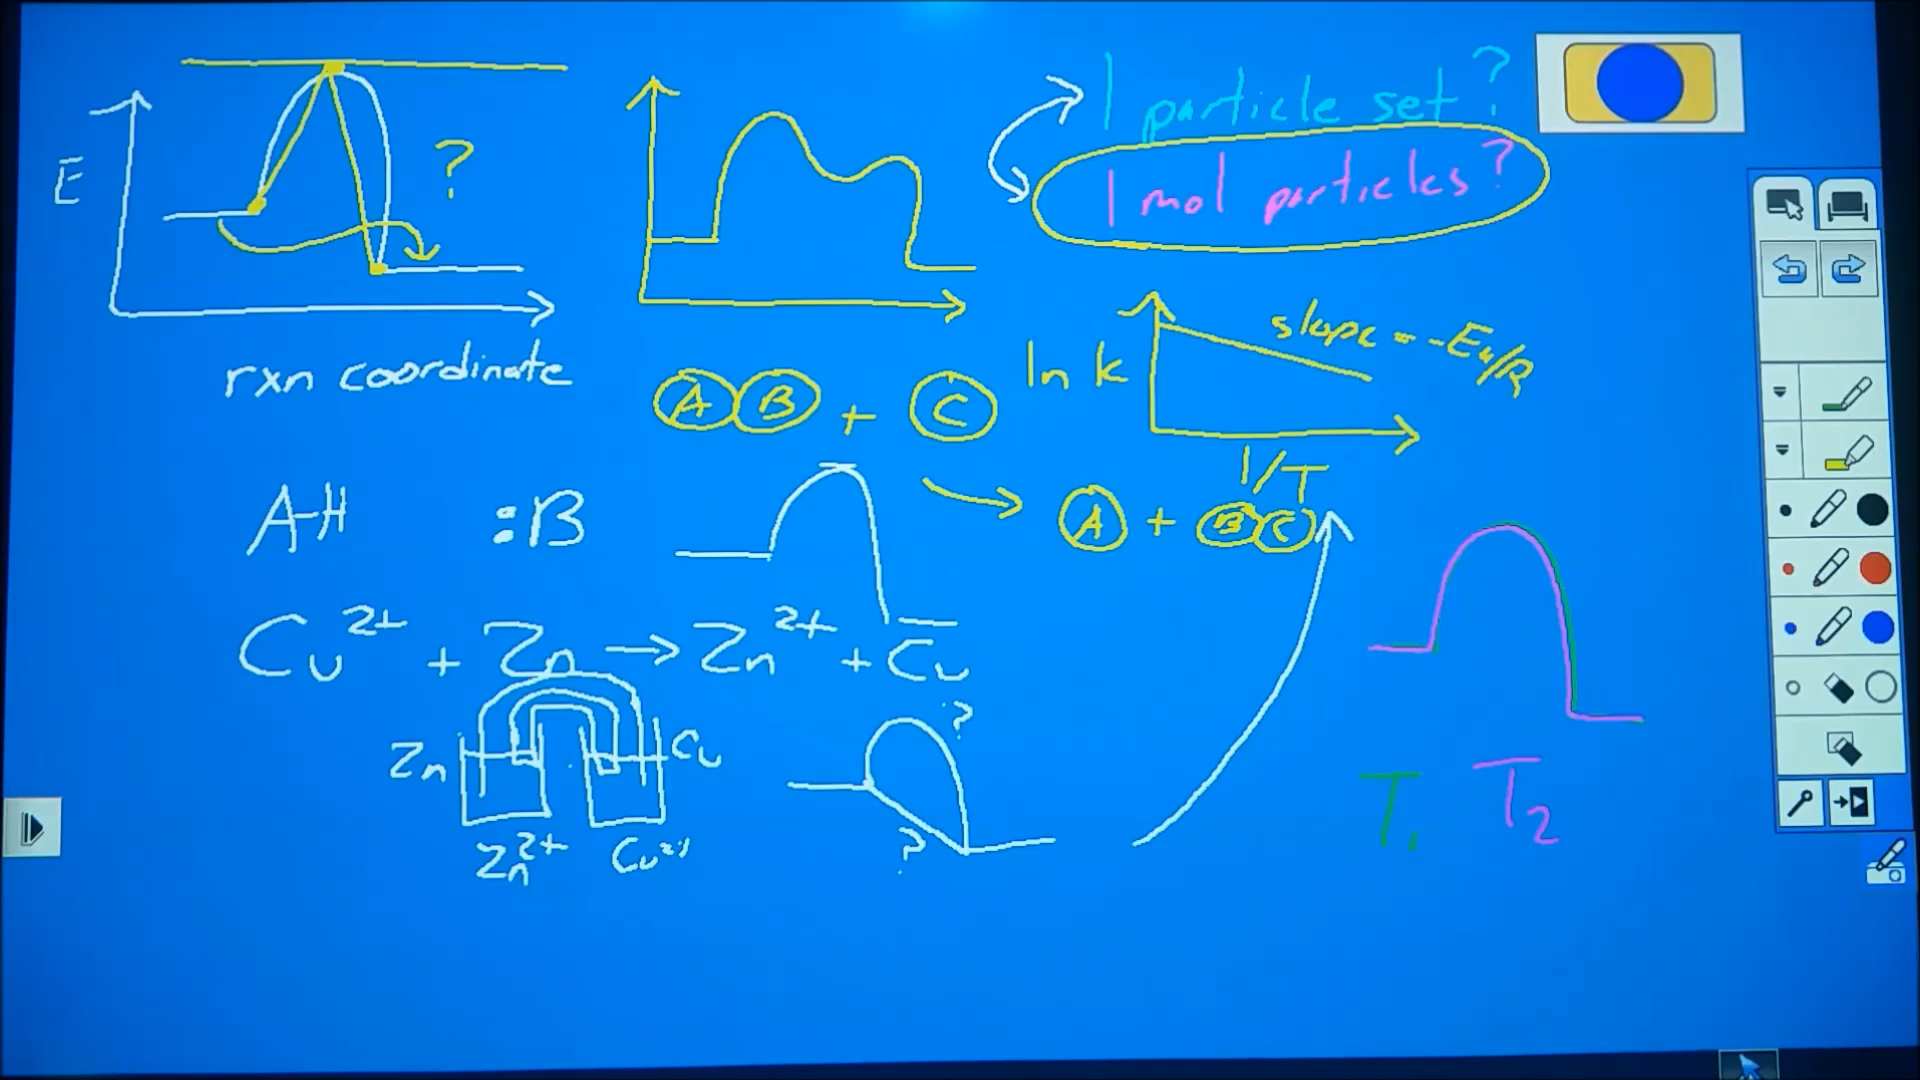 E
?
rxn coordinate
1 particle set?
1 mol particles?
ln k
slope = -Ea/R
1/T
A B + C
A + B C
A-H :B
Cu2+ + Zn → Zn2+ + Cu
Zn Cu
Zn2+ Cu2+
?
?
T1 T2